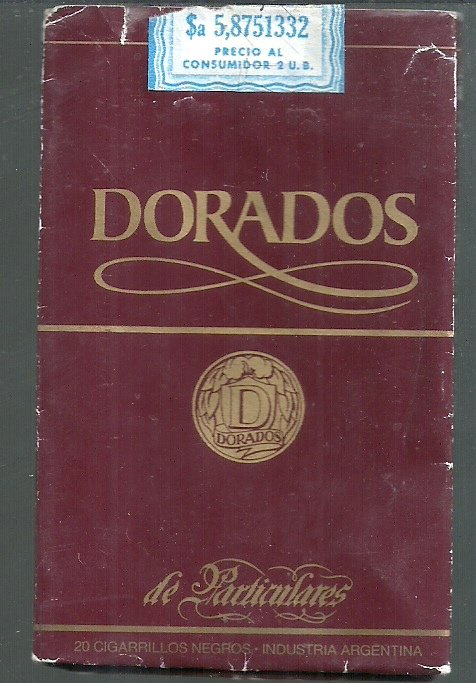 $a 5,8751332
PRECIO AL
CONSUMIDOR 2 U.B.
DORADOS
D
DORADOS
de Particulares
20 CIGARRILLOS NEGROS · INDUSTRIA ARGENTINA